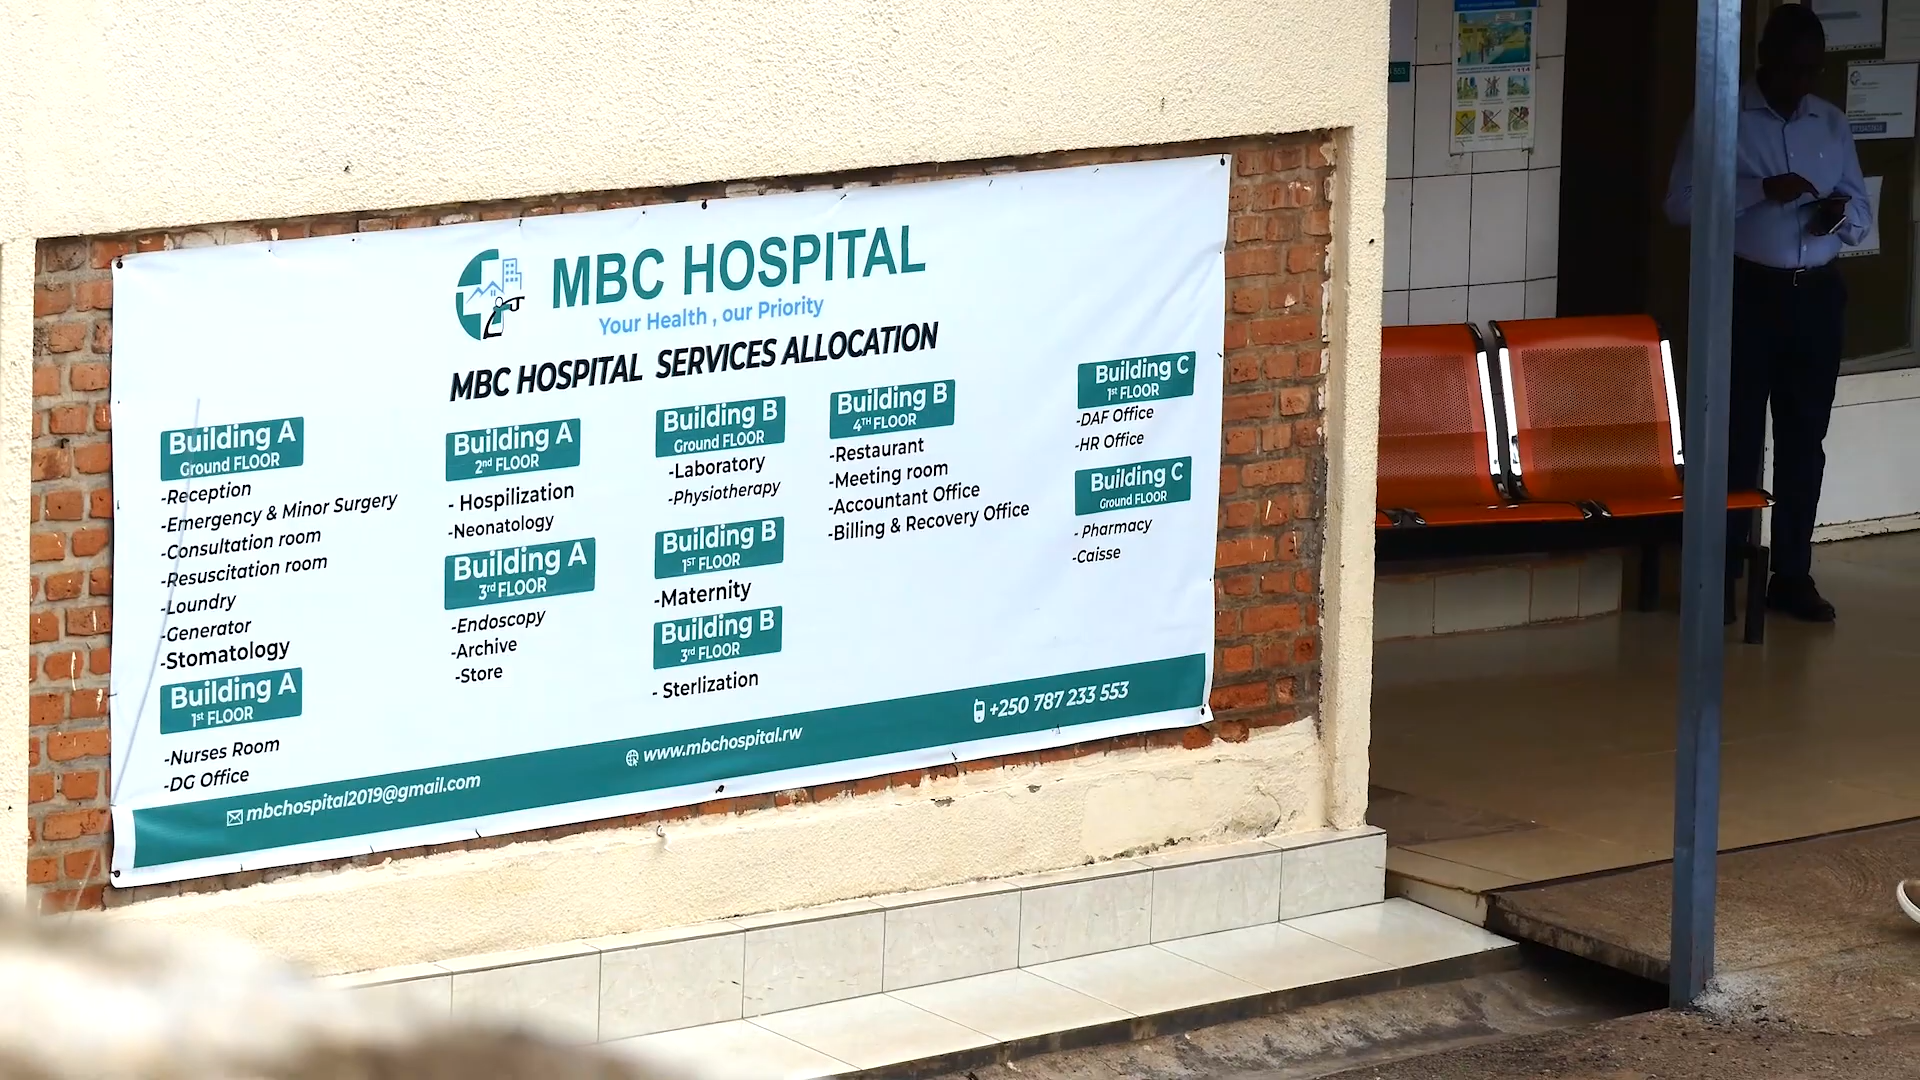 MBC HOSPITAL
Your Health , our Priority
MBC HOSPITAL SERVICES ALLOCATION
Building A
Ground FLOOR
-Reception
-Emergency & Minor Surgery
-Consultation room
-Resuscitation room
-Loundry
-Generator
-Stomatology
Building A
1st FLOOR
-Nurses Room
-DG Office
Building A
2nd FLOOR
- Hospilization
-Neonatology
Building A
3rd FLOOR
-Endoscopy
-Archive
-Store
Building B
Ground FLOOR
-Laboratory
-Physiotherapy
Building B
1ST FLOOR
-Maternity
Building B
3rd FLOOR
- Sterlization
Building B
4TH FLOOR
-Restaurant
-Meeting room
-Accountant Office
-Billing & Recovery Office
Building C
1st FLOOR
-DAF Office
-HR Office
Building C
Ground FLOOR
- Pharmacy
-Caisse
mbchospital2019@gmail.com
www.mbchospital.rw
+250 787 233 553